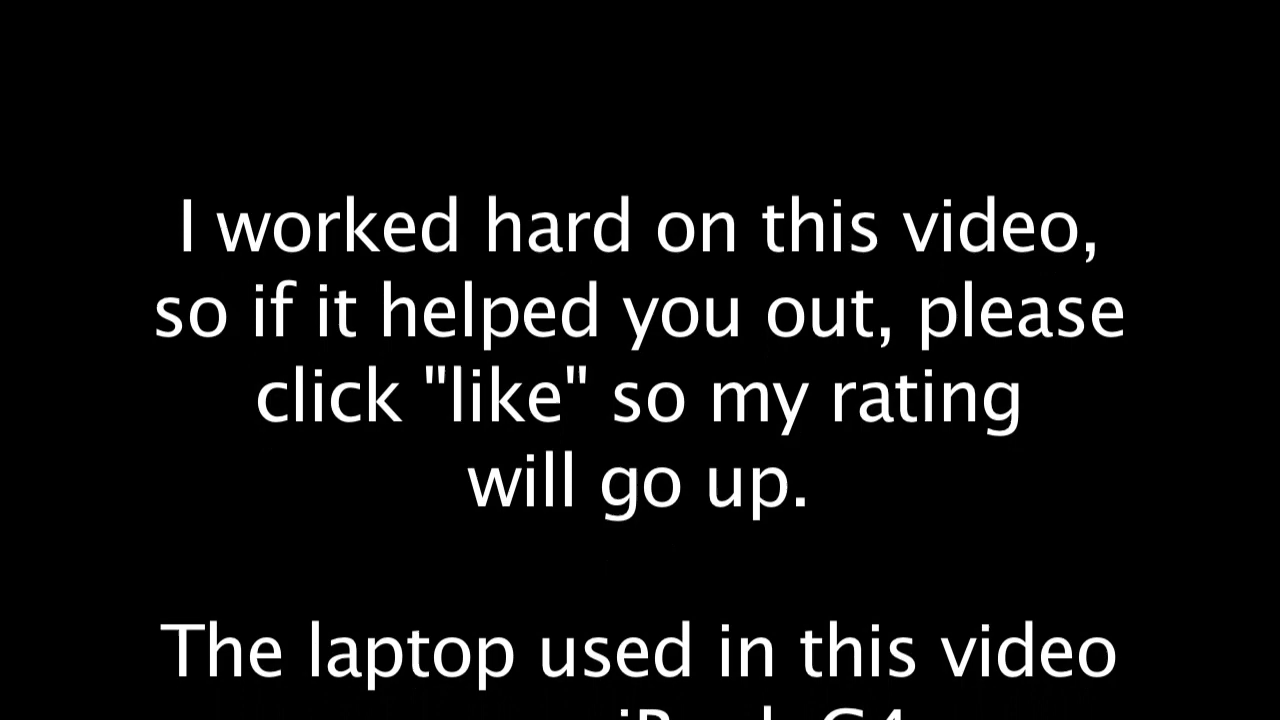 I worked hard on this video,
so if it helped you out, please
click "like" so my rating
will go up.
The laptop used in this video